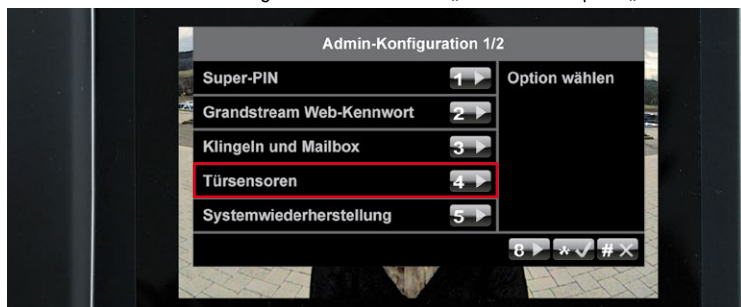 Admin-Konfiguration 1/2
Super-PIN 1
Option wählen
Grandstream Web-Kennwort 2
Klingeln und Mailbox 3
Türsensoren 4
Systemwiederherstellung 5
8 * #